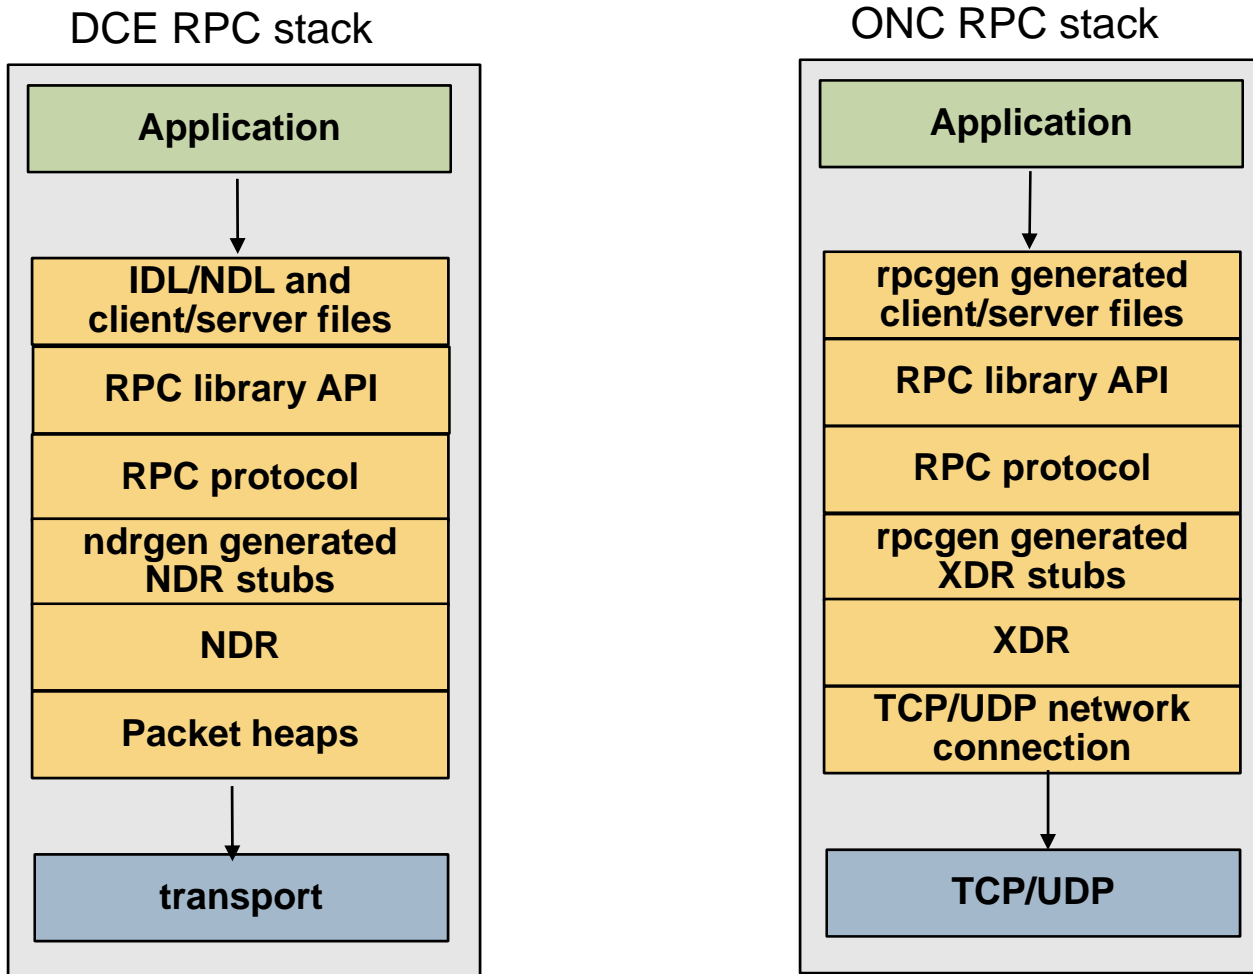 DCE RPC stack
Application
IDL/NDL and
client/server files
RPC library API
RPC protocol
ndrgen generated
NDR stubs
NDR
Packet heaps
transport
ONC RPC stack
Application
rpcgen generated
client/server files
RPC library API
RPC protocol
rpcgen generated
XDR stubs
XDR
TCP/UDP network
connection
TCP/UDP